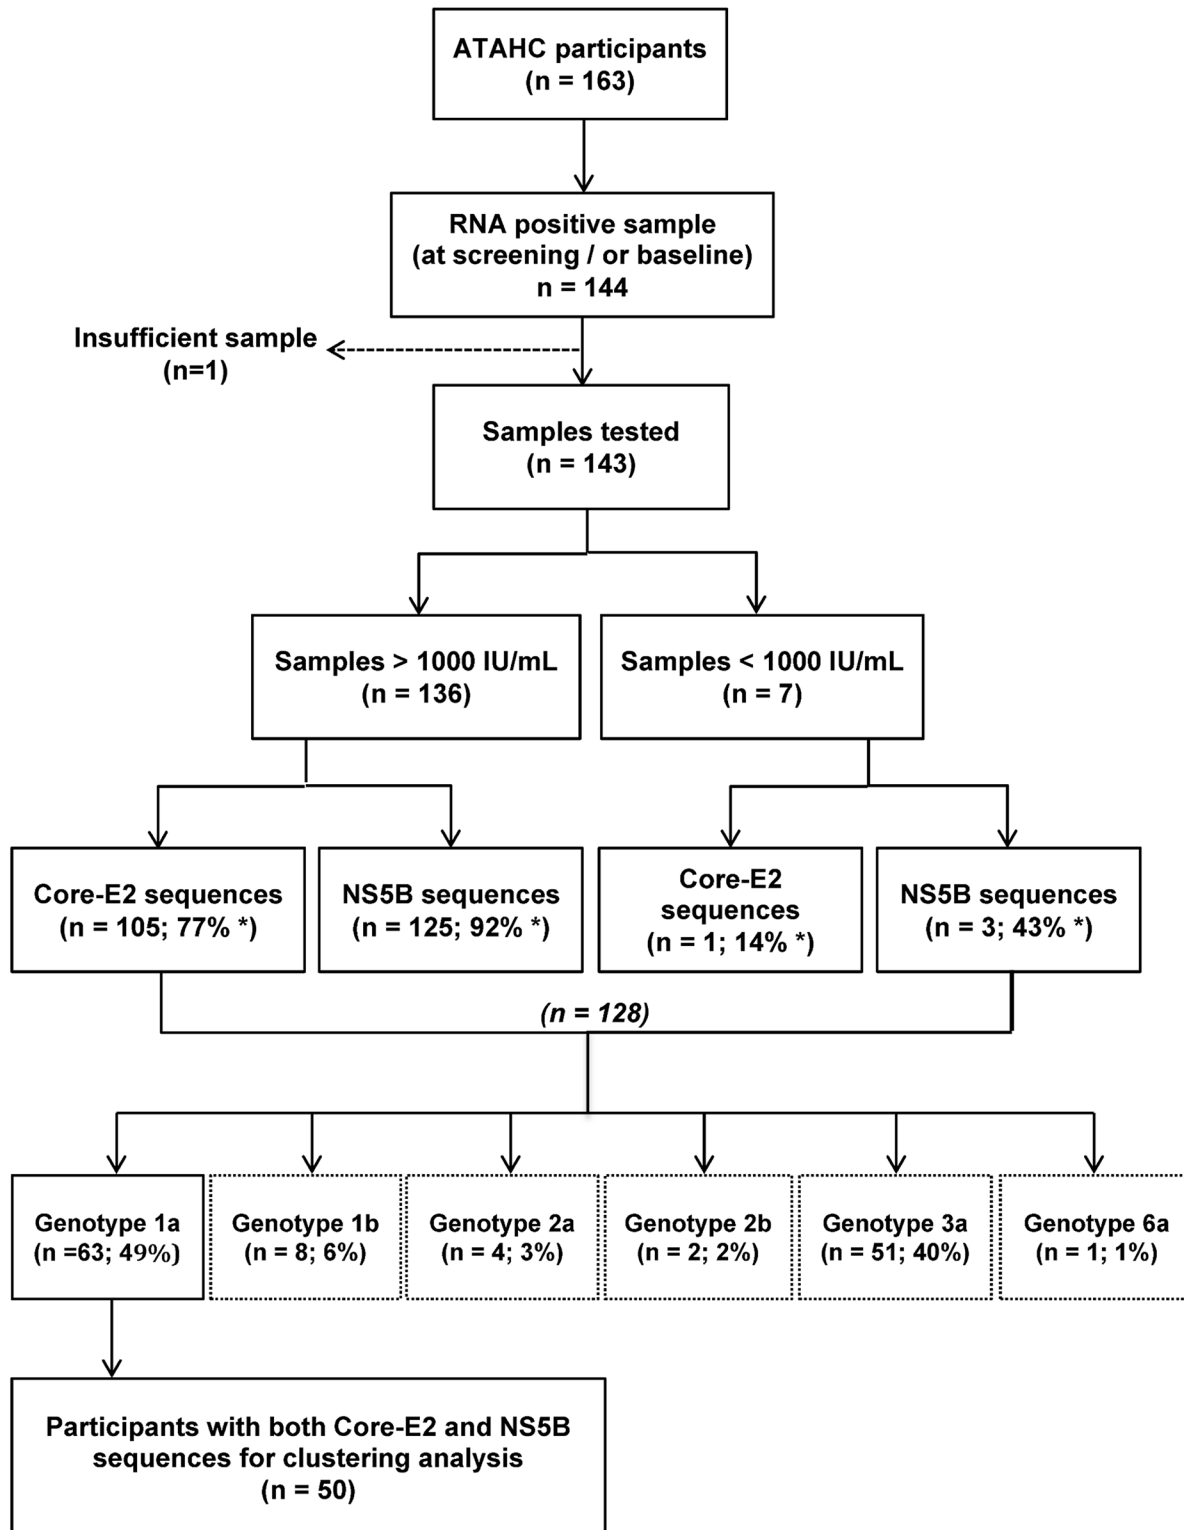 ATAHC participants
(n = 163)
RNA positive sample
(at screening / or baseline)
n = 144
Insufficient sample
(n=1)
Samples tested
(n = 143)
Samples > 1000 IU/mL
(n = 136)
Samples < 1000 IU/mL
(n = 7)
Core-E2 sequences
(n = 105; 77% *)
NS5B sequences
(n = 125; 92% *)
Core-E2
sequences
(n = 1; 14% *)
NS5B sequences
(n = 3; 43% *)
(n = 128)
Genotype 1a
(n =63; 49%)
Genotype 1b
(n = 8; 6%)
Genotype 2a
(n = 4; 3%)
Genotype 2b
(n = 2; 2%)
Genotype 3a
(n = 51; 40%)
Genotype 6a
(n = 1; 1%)
Participants with both Core-E2 and NS5B
sequences for clustering analysis
(n = 50)